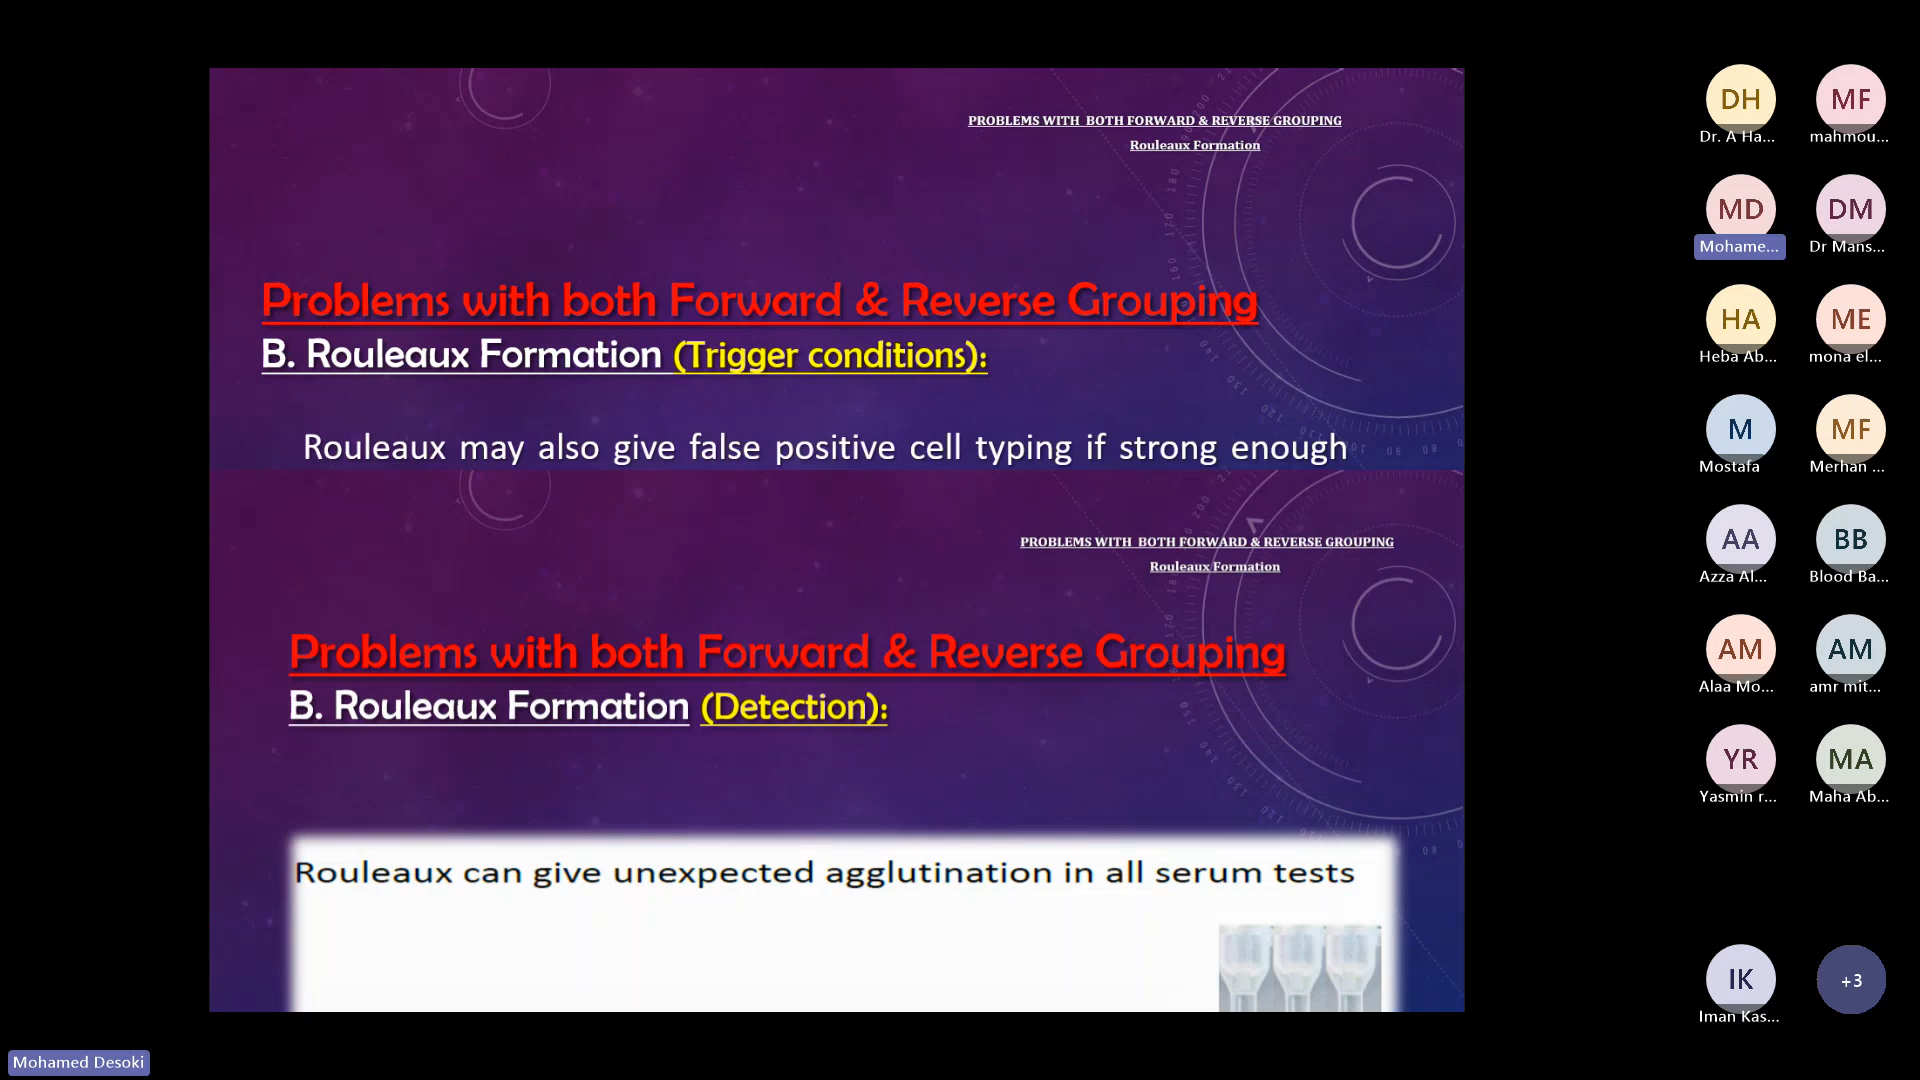 PROBLEMS WITH BOTH FORWARD & REVERSE GROUPING
Rouleaux Formation
Problems with both Forward & Reverse Grouping
B. Rouleaux Formation (Trigger conditions):
Rouleaux may also give false positive cell typing if strong enough
PROBLEMS WITH BOTH FORWARD & REVERSE GROUPING
Rouleaux Formation
Problems with both Forward & Reverse Grouping
B. Rouleaux Formation (Detection):
Rouleaux can give unexpected agglutination in all serum tests
DH
Dr. A Ha...
MF
mahmou...
MD
Mohame...
DM
Dr Mans...
HA
Heba Ab...
ME
mona el...
M
Mostafa
MF
Merhan ...
AA
Azza Al...
BB
Blood Ba...
AM
Alaa Mo...
AM
amr mit...
YR
Yasmin r...
MA
Maha Ab...
IK
Iman Kas...
+3
Mohamed Desoki